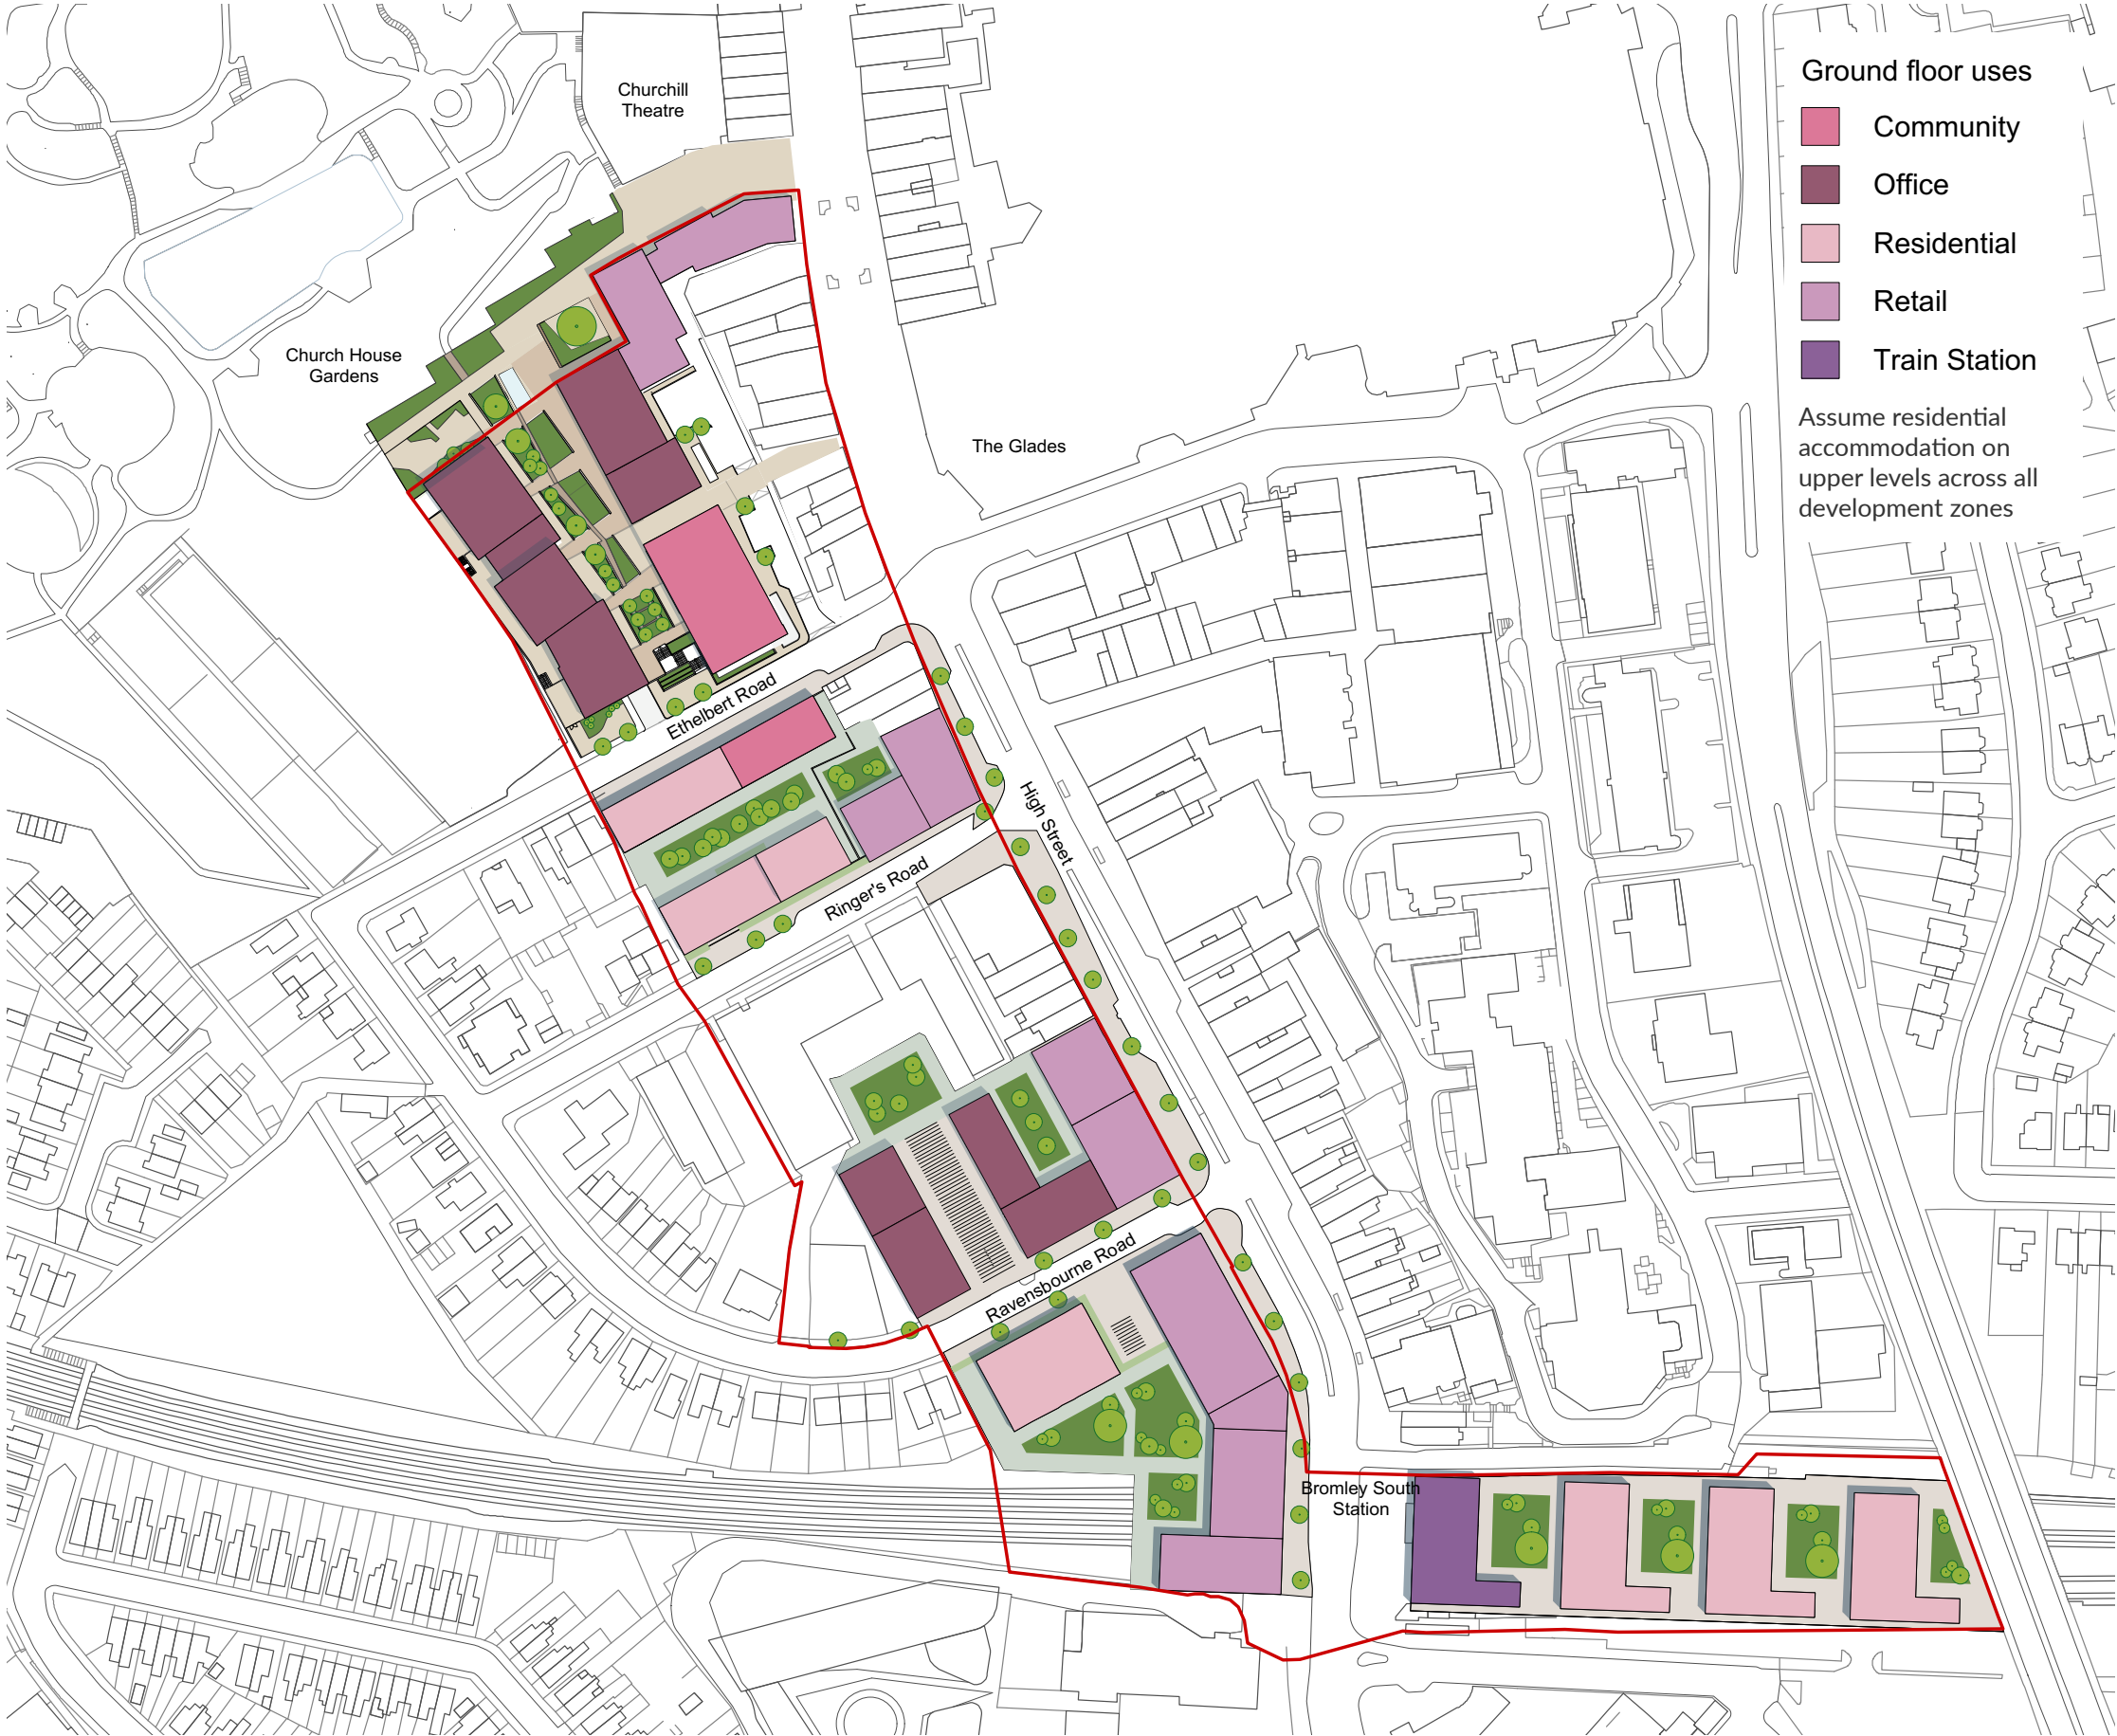 Churchill
Theatre
Church House
Gardens
The Glades
Ethelbert Road
Ringer's Road
High Street
Ravensbourne Road
Bromley South
Station
Ground floor uses
Community
Office
Residential
Retail
Train Station
Assume residential
accommodation on
upper levels across all
development zones